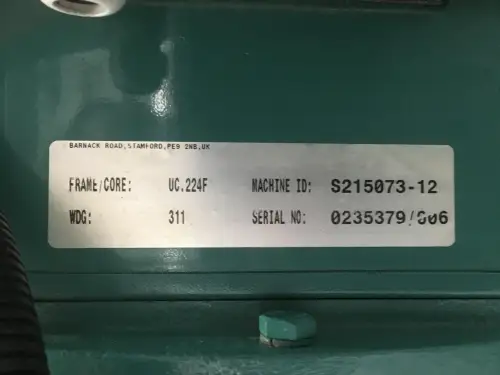 BARNACK ROAD,STAMFORD,PE9 2NB,UK
FRAME/CORE: UC.224F MACHINE ID: S215073-12
WDG: 311 SERIAL NO: 0235379/006